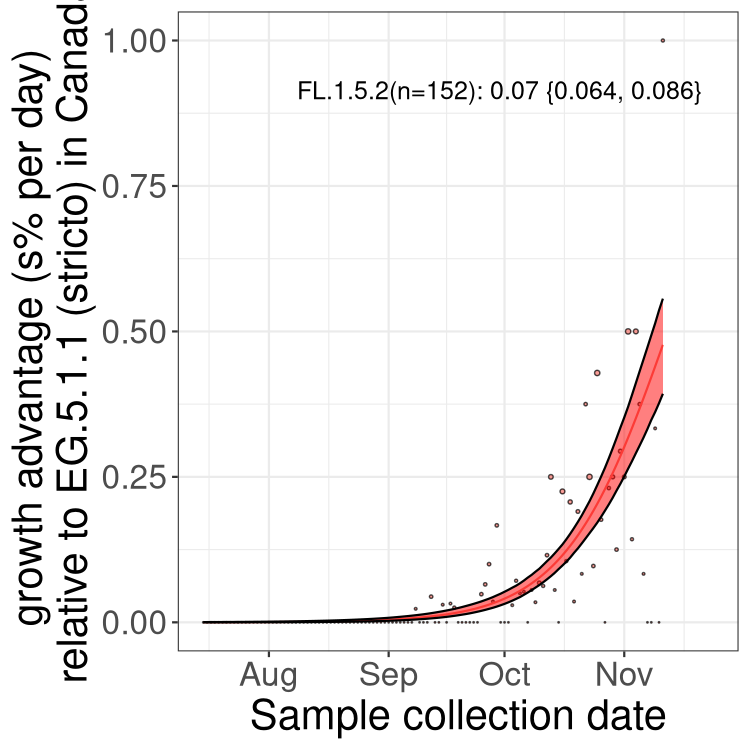 growth advantage (s% per day)
relative to EG.5.1.1 (stricto) in Canada
1.00
0.75
0.50
0.25
0.00
FL.1.5.2(n=152): 0.07 {0.064, 0.086}
Aug Sep Oct Nov
Sample collection date